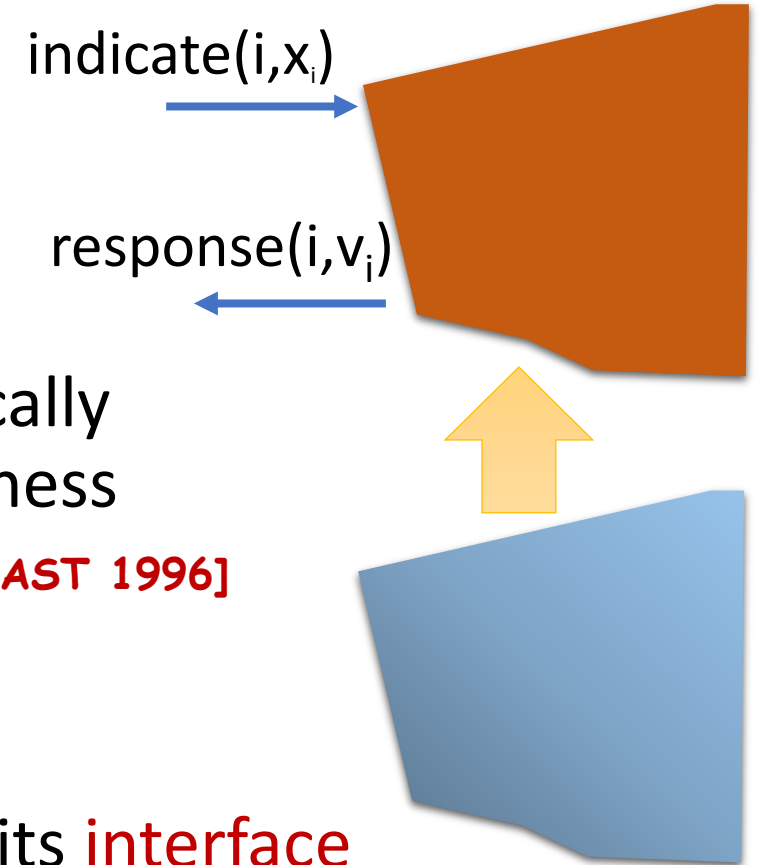 indicate(i,xᵢ)
response(i,vᵢ)
cally
ness
AST 1996]
its interface